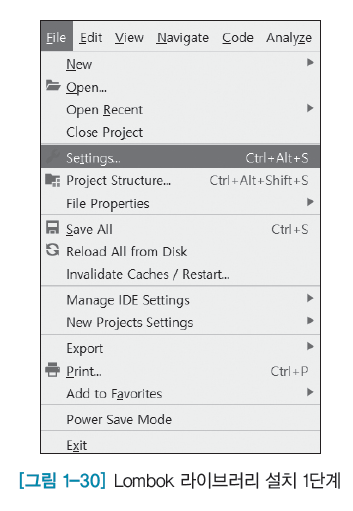 File Edit View Navigate Code Analyze
New
Open...
Open Recent
Close Project
Settings... Ctrl+Alt+S
Project Structure... Ctrl+Alt+Shift+S
File Properties
Save All Ctrl+S
Reload All from Disk
Invalidate Caches / Restart...
Manage IDE Settings
New Projects Settings
Export
Print... Ctrl+P
Add to Favorites
Power Save Mode
Exit
[그림 1-30] Lombok 라이브러리 설치 1단계